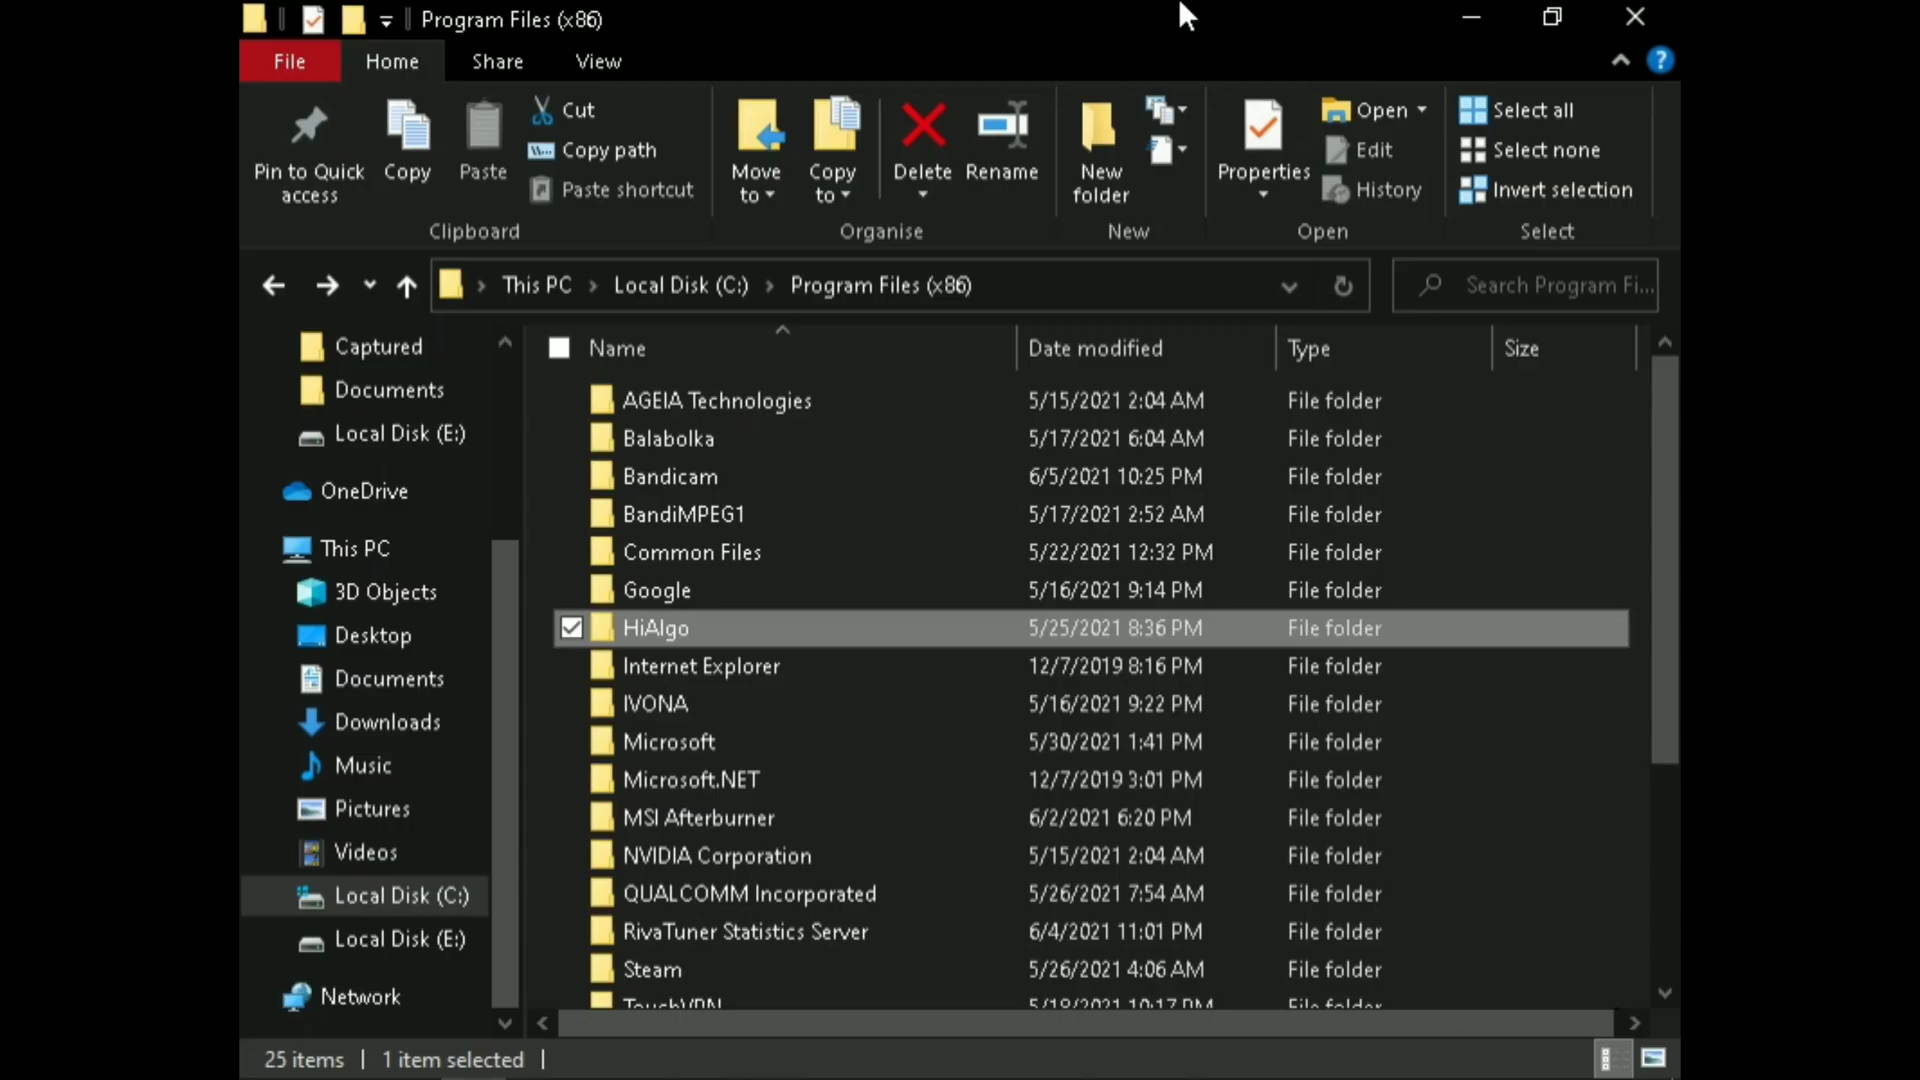 Program Files (x86)
File Home Share View
Pin to Quick access
Copy
Paste
Cut
Copy path
Paste shortcut
Clipboard
Move to
Copy to
Delete
Rename
Organise
New folder
New
Properties
Open
Edit
History
Open
Select all
Select none
Invert selection
Select
This PC > Local Disk (C:) > Program Files (x86)
Search Program Fi...
Captured
Documents
Local Disk (E:)
OneDrive
This PC
3D Objects
Desktop
Documents
Downloads
Music
Pictures
Videos
Local Disk (C:)
Local Disk (E:)
Network
Name Date modified Type Size
AGEIA Technologies 5/15/2021 2:04 AM File folder
Balabolka 5/17/2021 6:04 AM File folder
Bandicam 6/5/2021 10:25 PM File folder
BandiMPEG1 5/17/2021 2:52 AM File folder
Common Files 5/22/2021 12:32 PM File folder
Google 5/16/2021 9:14 PM File folder
HiAlgo 5/25/2021 8:36 PM File folder
Internet Explorer 12/7/2019 8:16 PM File folder
IVONA 5/16/2021 9:22 PM File folder
Microsoft 5/30/2021 1:41 PM File folder
Microsoft.NET 12/7/2019 3:01 PM File folder
MSI Afterburner 6/2/2021 6:20 PM File folder
NVIDIA Corporation 5/15/2021 2:04 AM File folder
QUALCOMM Incorporated 5/26/2021 7:54 AM File folder
RivaTuner Statistics Server 6/4/2021 11:01 PM File folder
Steam 5/26/2021 4:06 AM File folder
TouchVPN 5/18/2021 10:17 PM File folder
25 items | 1 item selected |